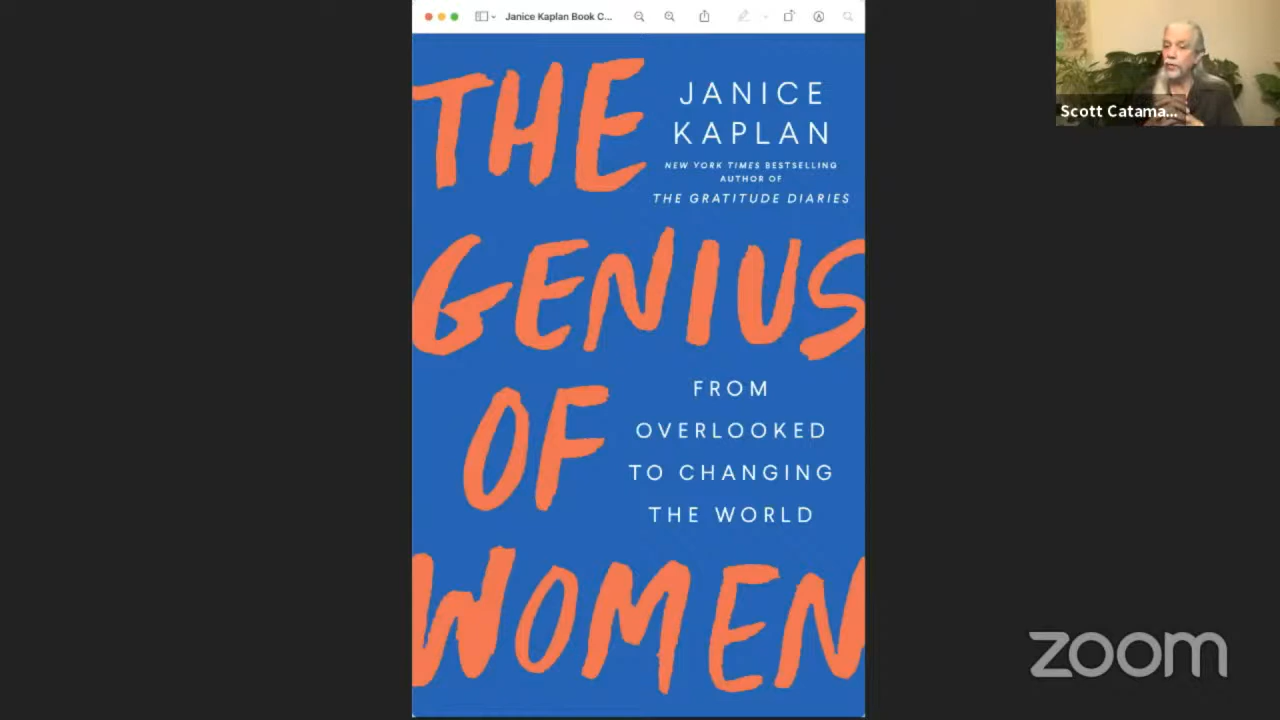 Janice Kaplan Book C...
Scott Catama...
THE
JANICE
KAPLAN
NEW YORK TIMES BESTSELLING
AUTHOR OF
THE GRATITUDE DIARIES
GENIUS
OF
FROM
OVERLOOKED
TO CHANGING
THE WORLD
WOMEN
zoom